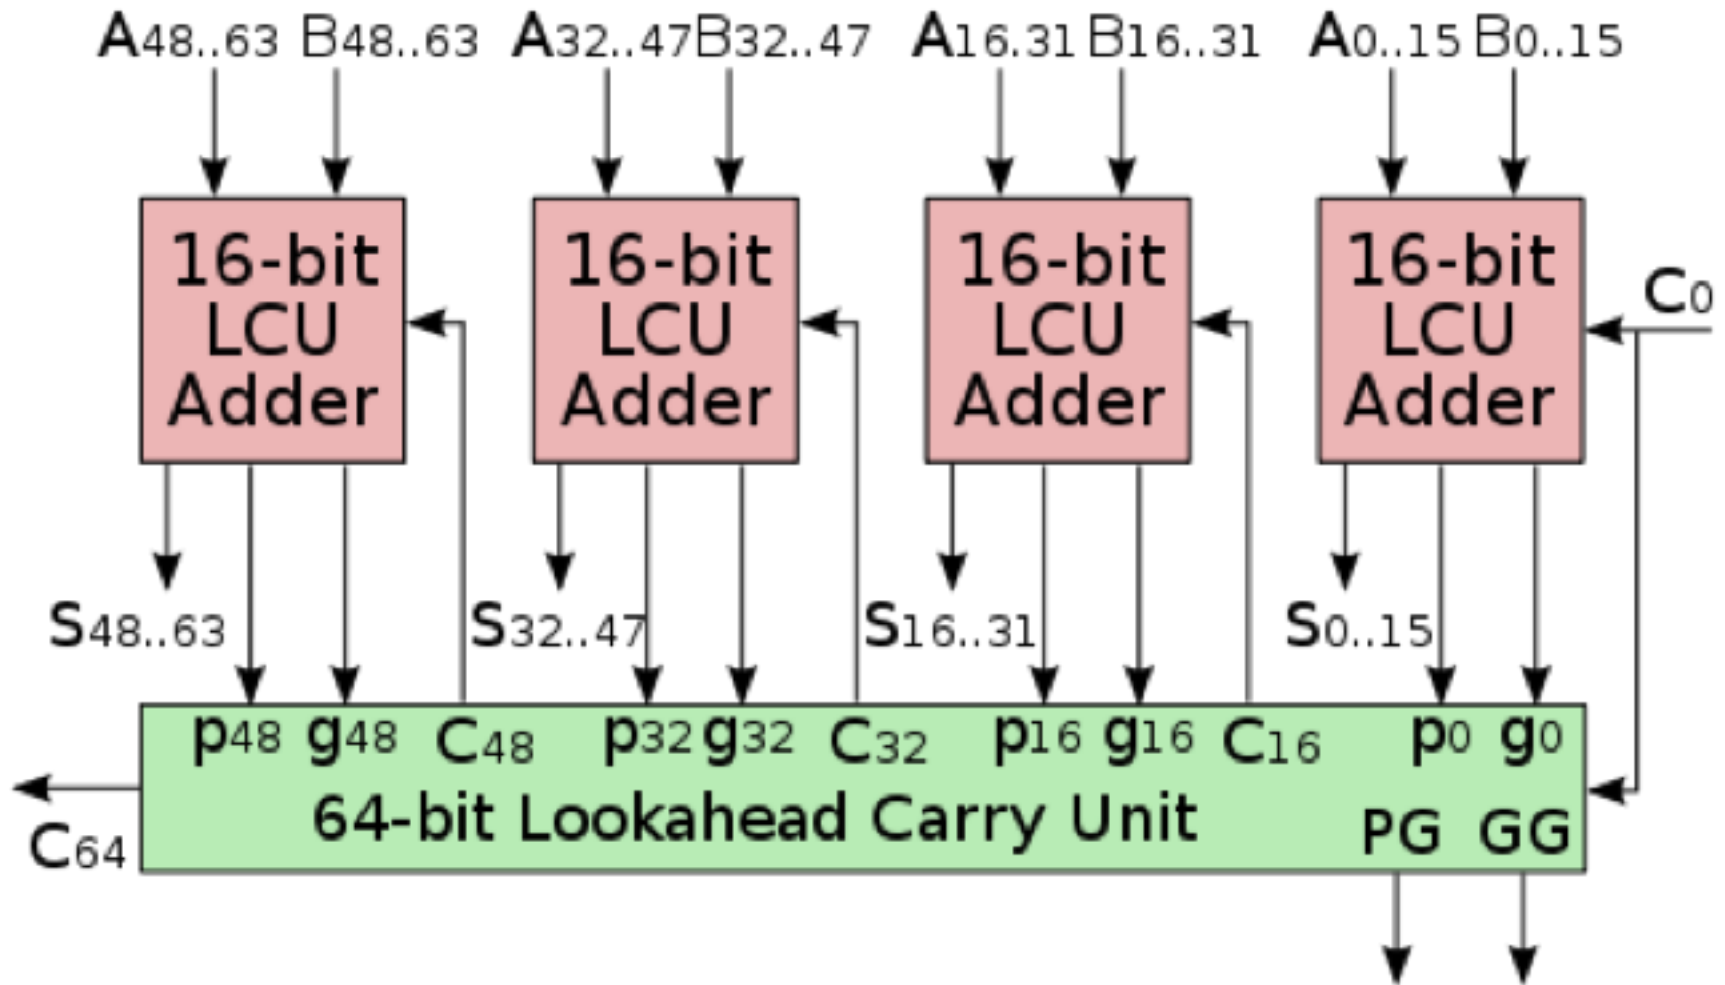 A48..63 B48..63 A32..47 B32..47 A16.31 B16..31 A0..15 B0..15
16-bit 16-bit 16-bit 16-bit
LCU LCU LCU LCU
Adder Adder Adder Adder
C0
S48..63 S32..47 S16..31 S0..15
p48 g48 C48 p32 g32 C32 p16 g16 C16 p0 g0
64-bit Lookahead Carry Unit PG GG
C64